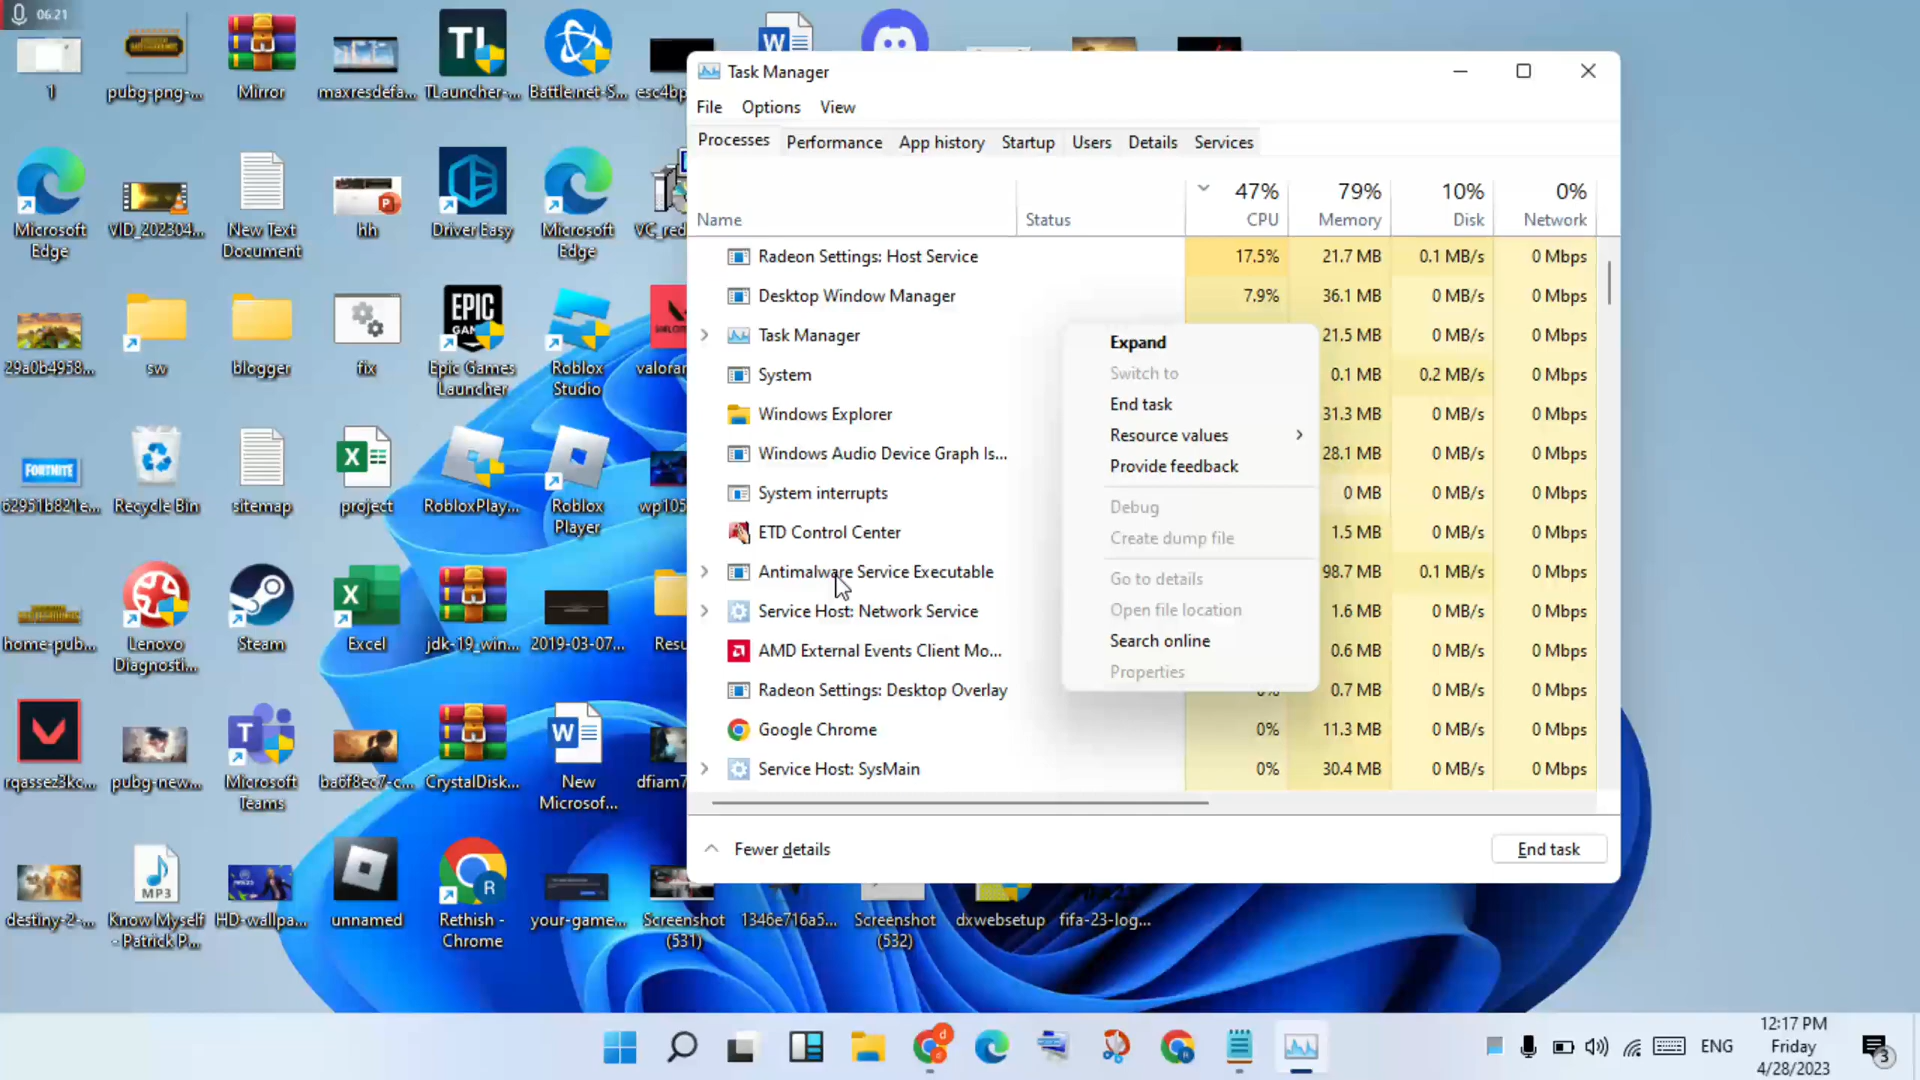 06:21
1
pubg-png-...
Mirror
maxresdefa...
TLauncher-...
Battle.net-S...
esc4bp
Microsoft
Edge
VID_202304...
New Text
Document
hh
Driver Easy
Microsoft
Edge
VC_red
29a0b4958...
sw
blogger
fix
EPIC
GAMES
Epic Games
Launcher
Roblox
Studio
valoran
FORTNITE
62951b821e...
Recycle Bin
sitemap
project
RobloxPlay...
Roblox
Player
wp105
home-pub...
Lenovo
Diagnosti...
Steam
Excel
jdk-19_win...
2019-03-07...
Resu
rqassez3kc...
pubg-new...
Microsoft
Teams
CrystalDisk...
New
Microsof...
dfiam7
destiny-2-...
MP3
Know Myself
- Patrick P...
HD-wallpa...
unnamed
Rethish -
Chrome
your-game...
Screenshot
(531)
1346e716a5...
Screenshot
(532)
dxwebsetup
fifa-23-log...
Task Manager
File Options View
Processes Performance App history Startup Users Details Services
47% 79% 10% 0%
Name Status CPU Memory Disk Network
Radeon Settings: Host Service 17.5% 21.7 MB 0.1 MB/s 0 Mbps
Desktop Window Manager 7.9% 36.1 MB 0 MB/s 0 Mbps
Task Manager 21.5 MB 0 MB/s 0 Mbps
System 0.1 MB 0.2 MB/s 0 Mbps
Windows Explorer 31.3 MB 0 MB/s 0 Mbps
Windows Audio Device Graph Is... 28.1 MB 0 MB/s 0 Mbps
System interrupts 0 MB 0 MB/s 0 Mbps
ETD Control Center 1.5 MB 0 MB/s 0 Mbps
Antimalware Service Executable 98.7 MB 0.1 MB/s 0 Mbps
Service Host: Network Service 1.6 MB 0 MB/s 0 Mbps
AMD External Events Client Mo... 0.6 MB 0 MB/s 0 Mbps
Radeon Settings: Desktop Overlay 0% 0.7 MB 0 MB/s 0 Mbps
Google Chrome 0% 11.3 MB 0 MB/s 0 Mbps
Service Host: SysMain 0% 30.4 MB 0 MB/s 0 Mbps
Expand
Switch to
End task
Resource values
Provide feedback
Debug
Create dump file
Go to details
Open file location
Search online
Properties
Fewer details
End task
ENG
12:17 PM
Friday
4/28/2023
3